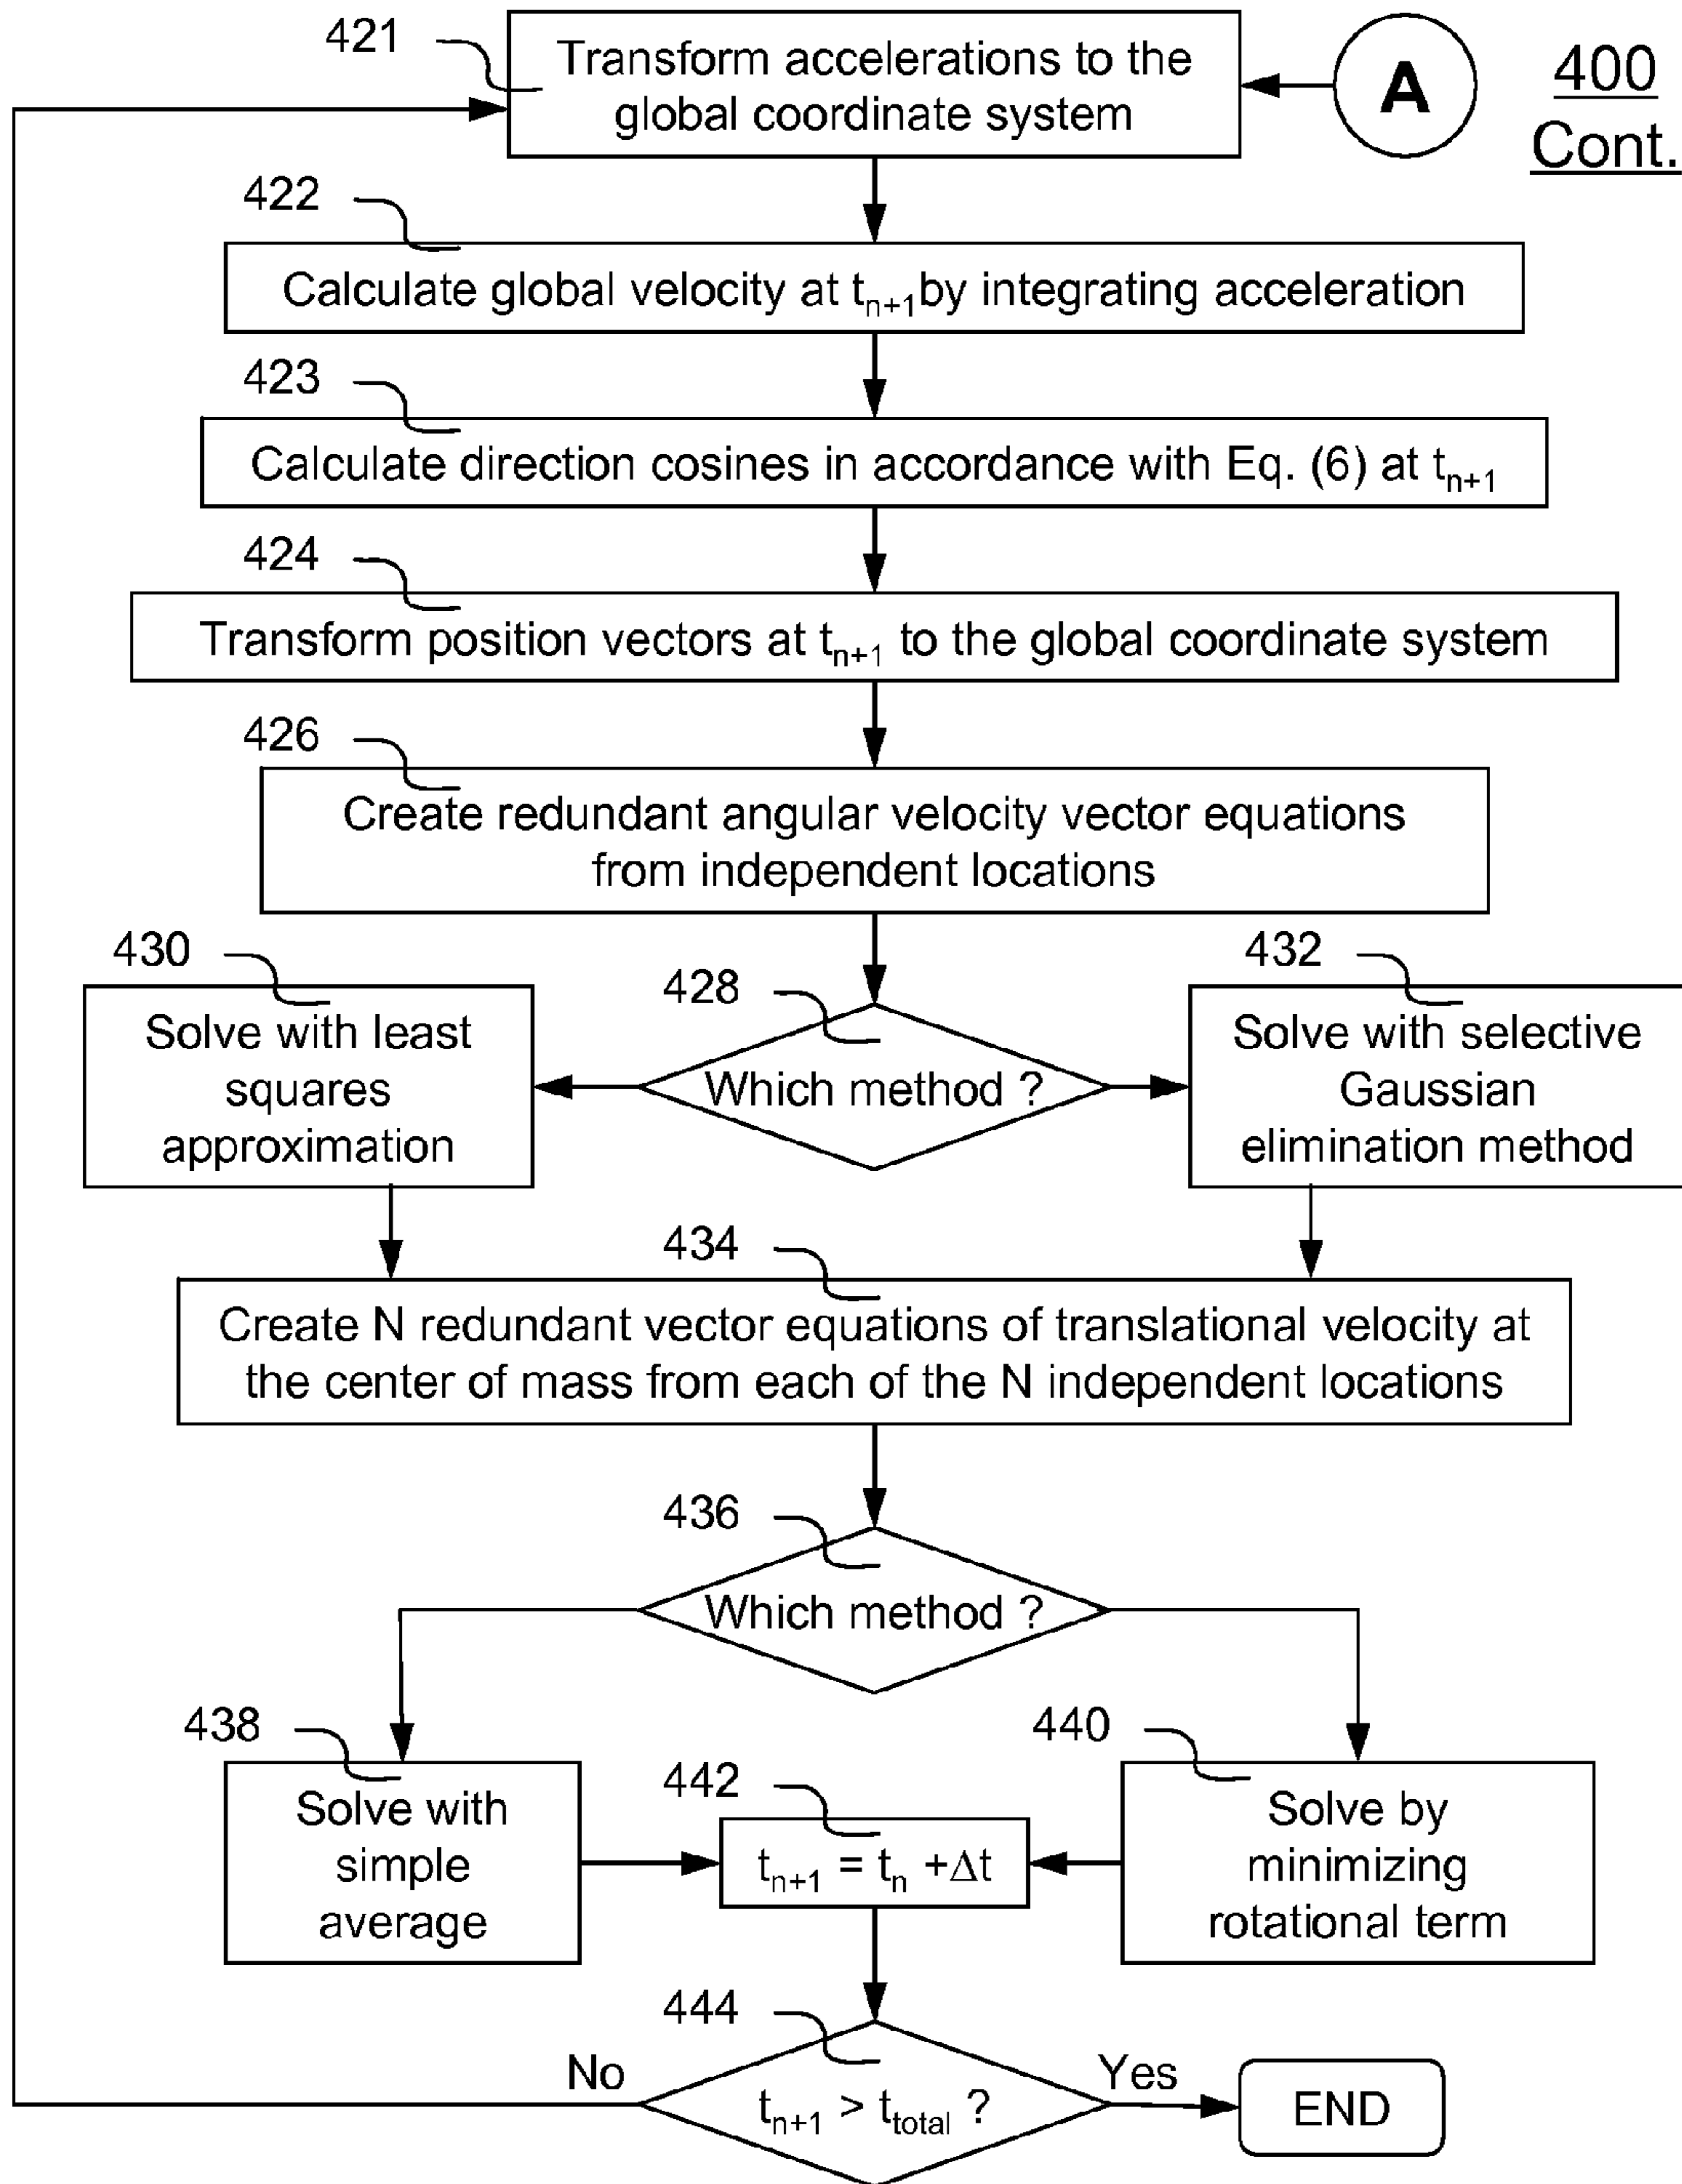 421
Transform accelerations to the
global coordinate system
A
400
Cont.
422
Calculate global velocity at tn+1 by integrating acceleration
423
Calculate direction cosines in accordance with Eq. (6) at tn+1
424
Transform position vectors at tn+1 to the global coordinate system
426
Create redundant angular velocity vector equations
from independent locations
430
Solve with least
squares
approximation
428
Which method ?
432
Solve with selective
Gaussian
elimination method
434
Create N redundant vector equations of translational velocity at
the center of mass from each of the N independent locations
436
Which method ?
438
Solve with
simple
average
442
tn+1 = tn +Δt
440
Solve by
minimizing
rotational term
444
No
tn+1 > ttotal ?
Yes
END